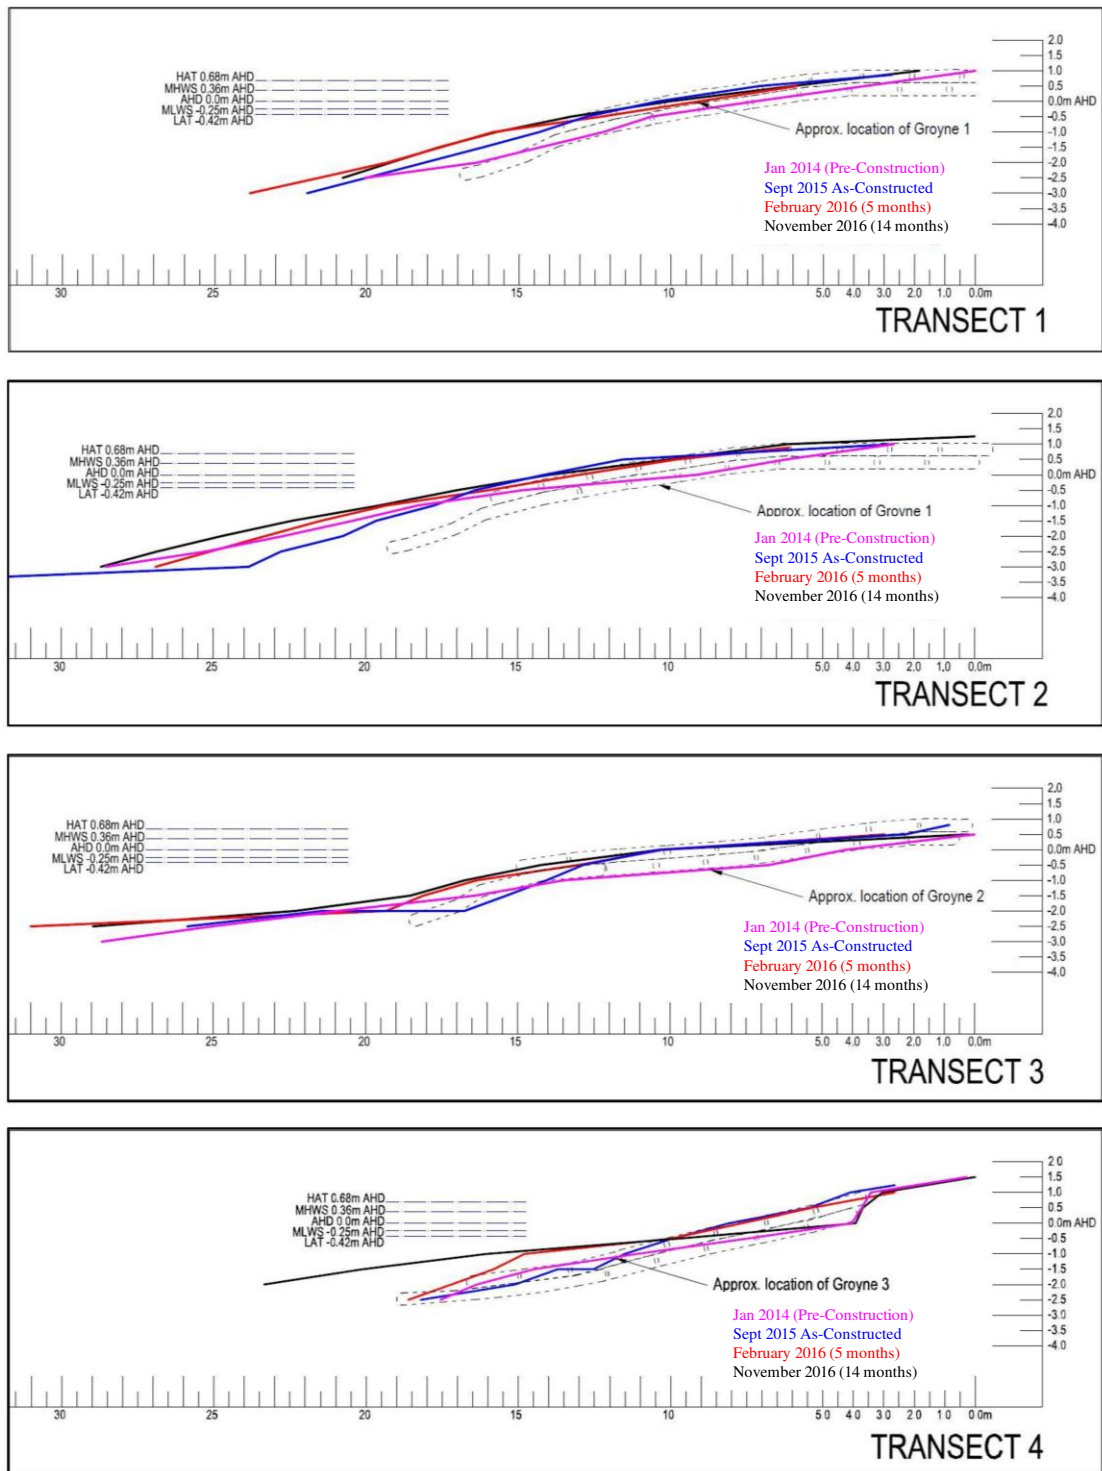 2.0
1.5
HAT 0.68m AHD
1.0
MHWS 0.36m AHD
0.5
AHD 0.0m AHD
0.0m AHD
MLWS -0.25m AHD
-0.5
LAT -0.42m AHD
-1.0
Approx. location of Groyne 1
-1.5
Jan 2014 (Pre-Construction)
-2.0
Sept 2015 As-Constructed
-2.5
February 2016 (5 months)
-3.0
November 2016 (14 months)
-3.5
-4.0
30 25 20 15 10 5.0 4.0 3.0 2.0 1.0 0.0m
TRANSECT 1
2.0
1.5
HAT 0.68m AHD
1.0
MHWS 0.36m AHD
0.5
AHD 0.0m AHD
0.0m AHD
MLWS -0.25m AHD
-0.5
LAT -0.42m AHD
-1.0
Approx. location of Groyne 1
-1.5
Jan 2014 (Pre-Construction)
-2.0
Sept 2015 As-Constructed
-2.5
-3.0
February 2016 (5 months)
-3.5
November 2016 (14 months)
-4.0
30 25 20 15 10 5.0 4.0 3.0 2.0 1.0 0.0m
TRANSECT 2
2.0
1.5
HAT 0.68m AHD
1.0
MHWS 0.36m AHD
0.5
AHD 0.0m AHD
0.0m AHD
MLWS -0.25m AHD
-0.5
LAT -0.42m AHD
-1.0
Approx. location of Groyne 2
-1.5
-2.0
Jan 2014 (Pre-Construction)
-2.5
Sept 2015 As-Constructed
-3.0
February 2016 (5 months)
-3.5
November 2016 (14 months)
-4.0
30 25 20 15 10 5.0 4.0 3.0 2.0 1.0 0.0m
TRANSECT 3
2.0
1.5
HAT 0.68m AHD
1.0
MHWS 0.36m AHD
0.5
AHD 0.0m AHD
0.0m AHD
MLWS -0.25m AHD
-0.5
LAT -0.42m AHD
-1.0
-1.5
Approx. location of Groyne 3
-2.0
-2.5
Jan 2014 (Pre-Construction)
-3.0
Sept 2015 As-Constructed
-3.5
February 2016 (5 months)
-4.0
November 2016 (14 months)
30 25 20 15 10 5.0 4.0 3.0 2.0 1.0 0.0m
TRANSECT 4